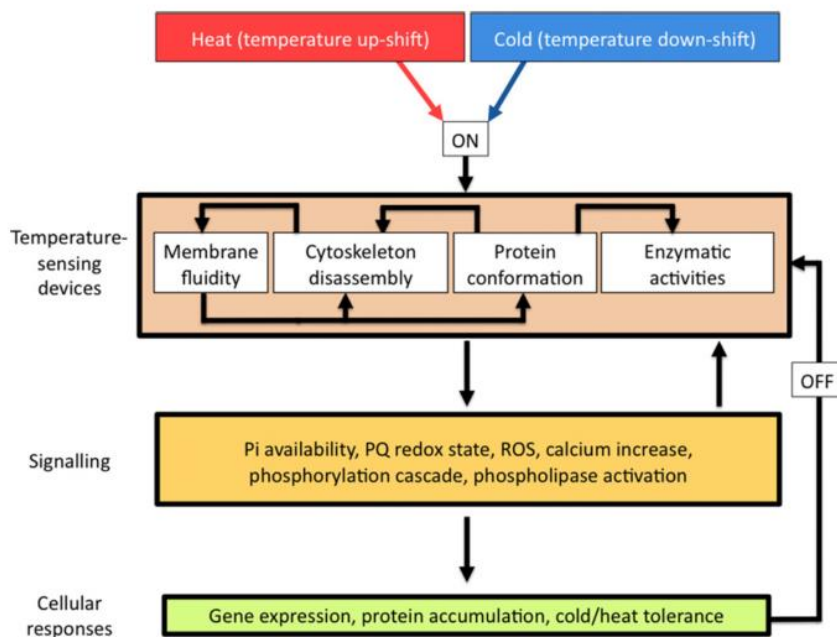 Heat (temperature up-shift)
Cold (temperature down-shift)
ON
Temperature-
sensing
devices
Membrane
fluidity
Cytoskeleton
disassembly
Protein
conformation
Enzymatic
activities
OFF
Signalling
Pi availability, PQ redox state, ROS, calcium increase,
phosphorylation cascade, phospholipase activation
Cellular
responses
Gene expression, protein accumulation, cold/heat tolerance